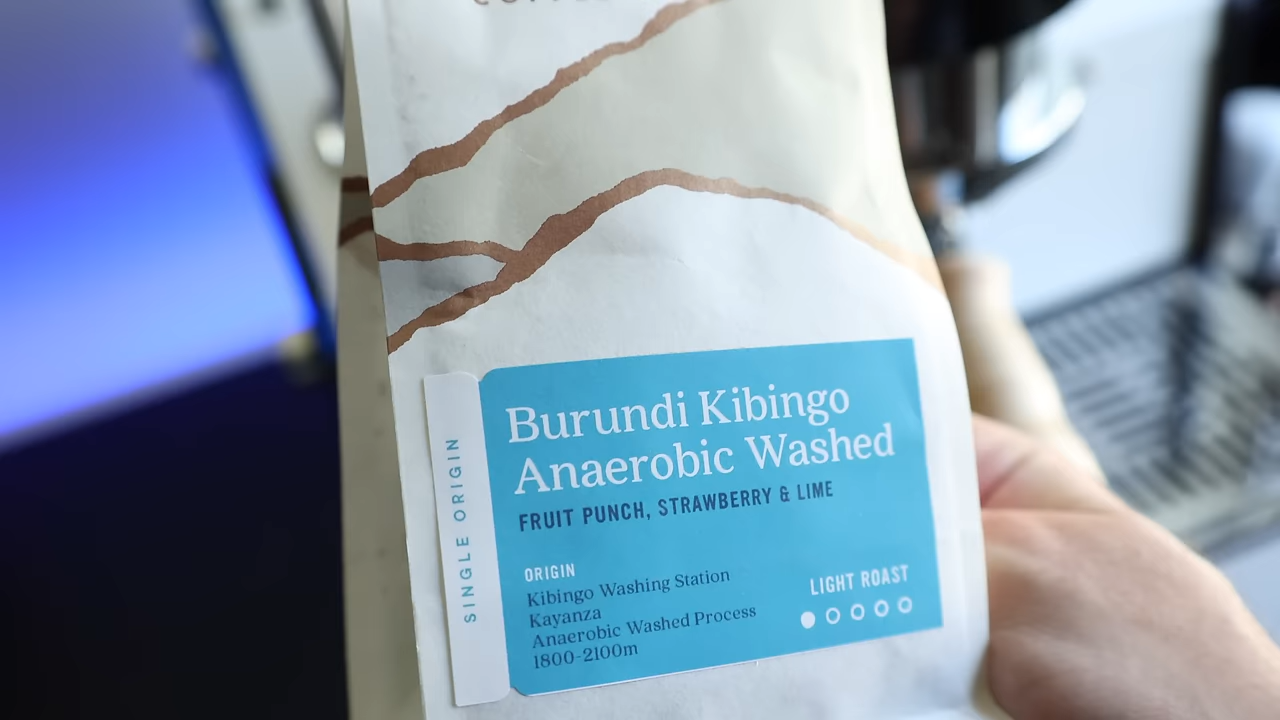 SINGLE ORIGIN
Burundi Kibingo
Anaerobic Washed
FRUIT PUNCH, STRAWBERRY & LIME
ORIGIN
Kibingo Washing Station
Kayanza
Anaerobic Washed Process
1800-2100m
LIGHT ROAST